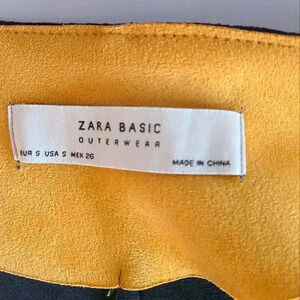 ZARA BASIC
OUTERWEAR
EUR S USA S MEX 26
MADE IN CHINA